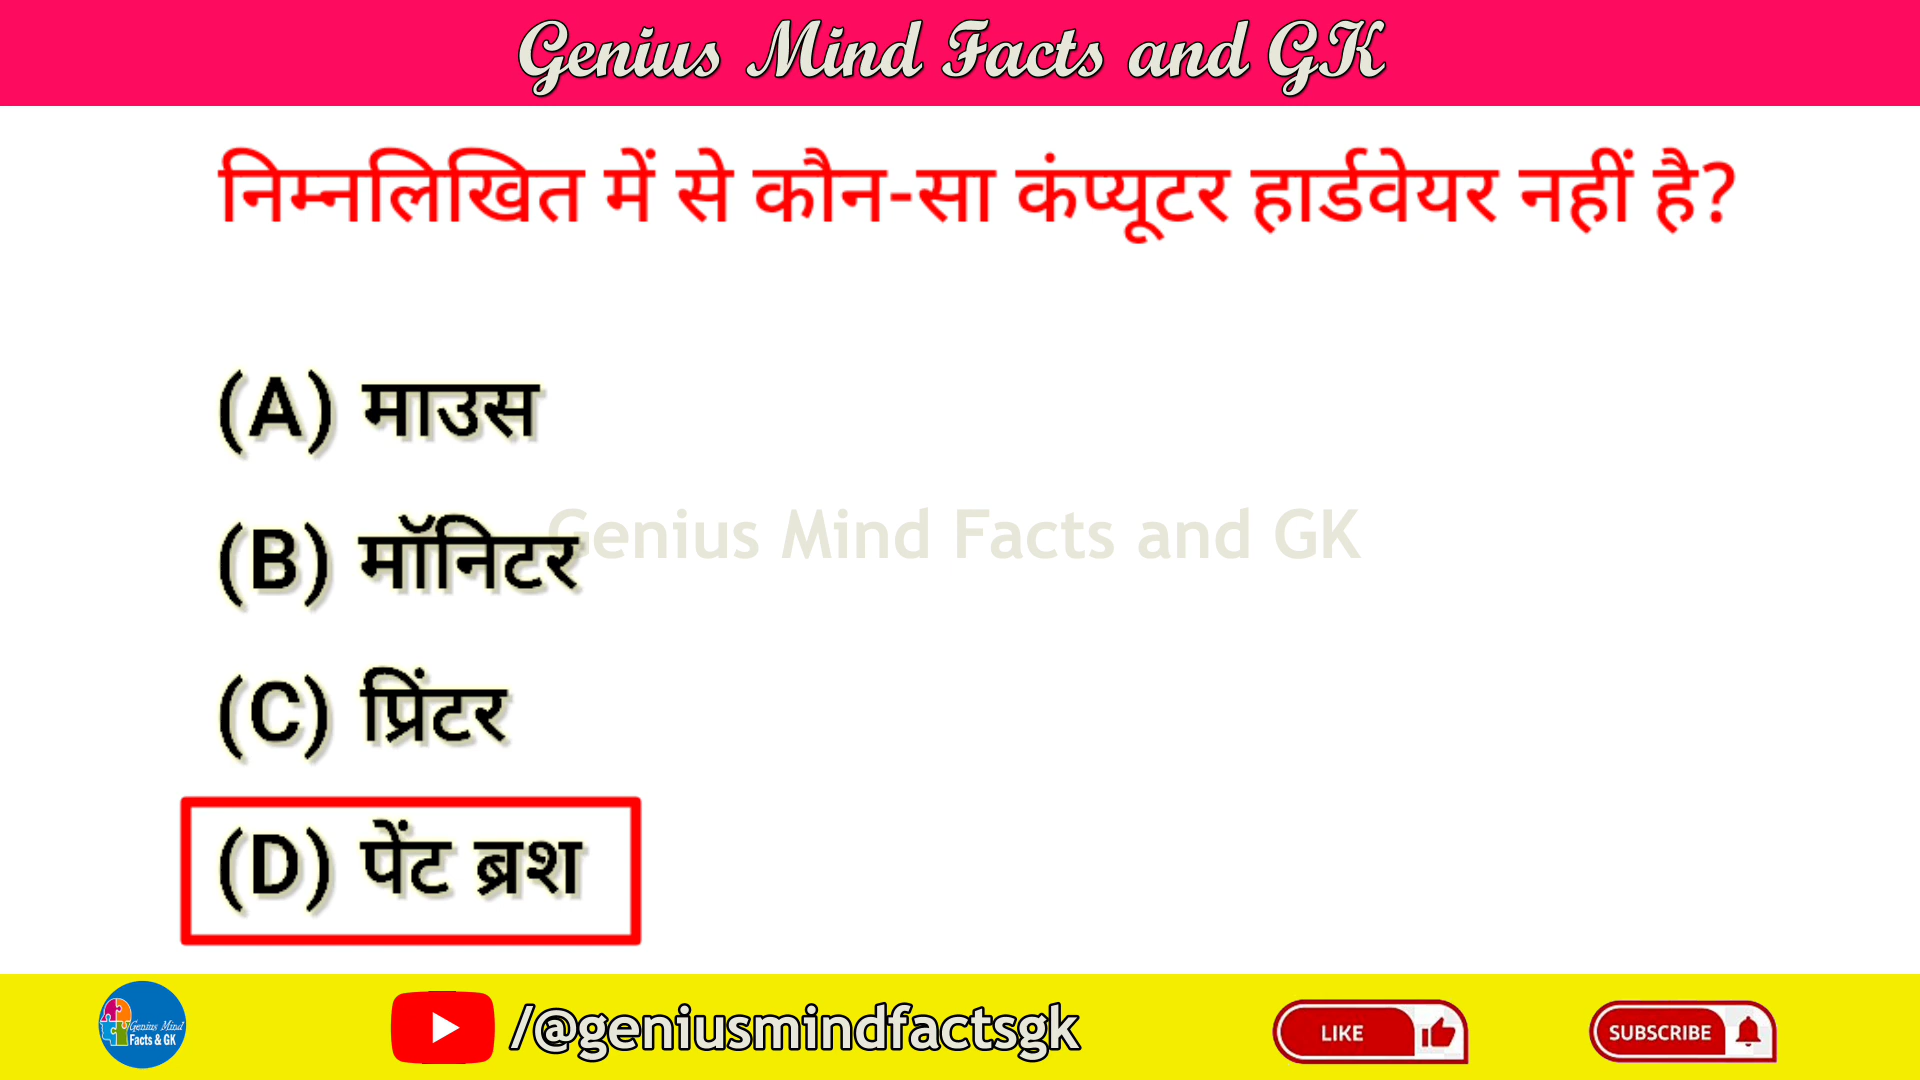 Genius Mind Facts and GK
निम्नलिखित में से कौन-सा कंप्यूटर हार्डवेयर नहीं है?
(A) माउस
(B) मॉनिटर
Genius Mind Facts and GK
(C) प्रिंटर
(D) पेंट ब्रश
Genius Mind
Facts & GK
/@geniusmindfactsgk
LIKE
SUBSCRIBE